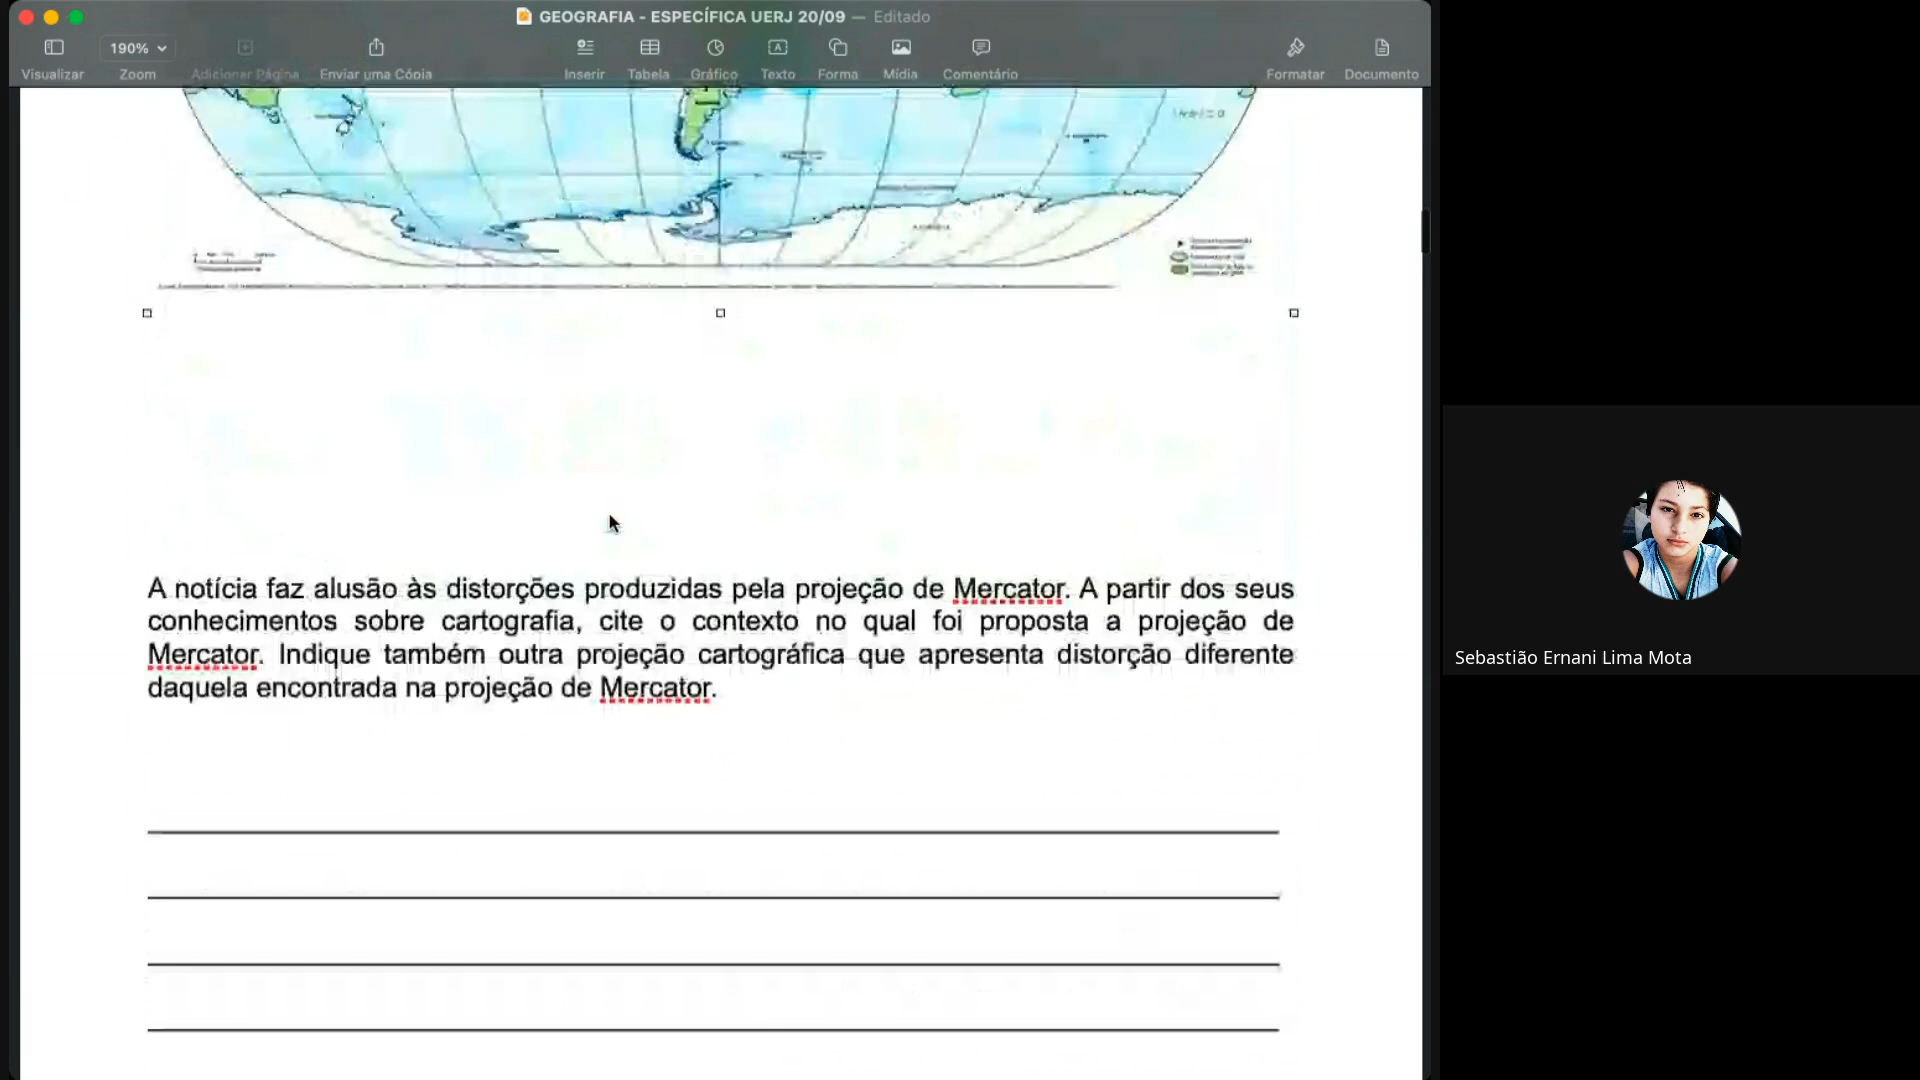 GEOGRAFIA - ESPECÍFICA UERJ 20/09 — Editado
190%
Visualizar Zoom Adicionar Página Enviar uma Cópia Inserir Tabela Gráfico Texto Forma Mídia Comentário Formatar Documento
A notícia faz alusão às distorções produzidas pela projeção de Mercator. A partir dos seus
conhecimentos sobre cartografia, cite o contexto no qual foi proposta a projeção de
Mercator. Indique também outra projeção cartográfica que apresenta distorção diferente
daquela encontrada na projeção de Mercator.
Sebastião Ernani Lima Mota